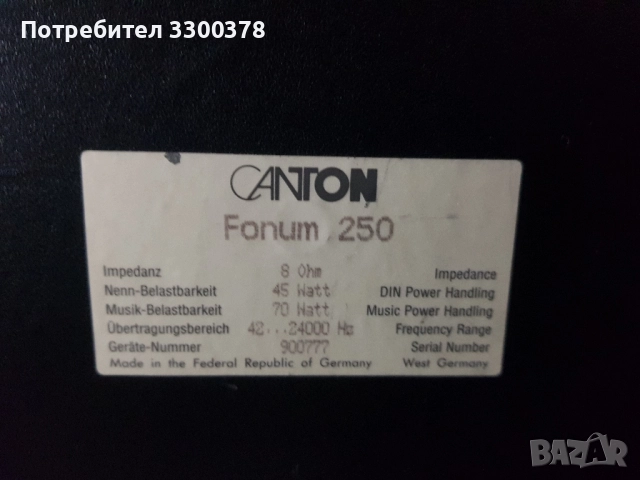 Потребител 3300378
CANTON
Fonum 250
Impedanz 8 Ohm Impedance
Nenn-Belastbarkeit 45 Watt DIN Power Handling
Musik-Belastbarkeit 70 Watt Music Power Handling
Übertragungsbereich 42...24000 Hz Frequency Range
Geräte-Nummer 900777 Serial Number
Made in the Federal Republic of Germany West Germany
BAZAR